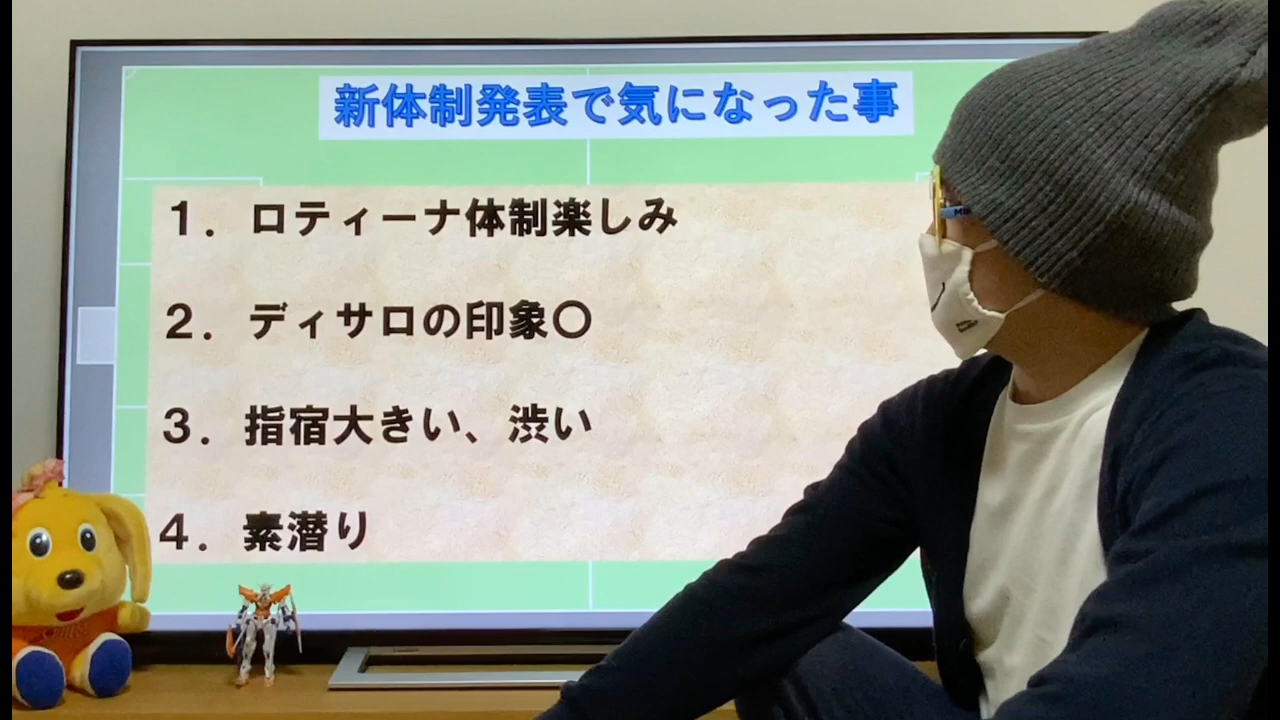 新体制発表で気になった事
１．ロティーナ体制楽しみ
２．ディサロの印象〇
３．指宿大きい、渋い
４．素潜り